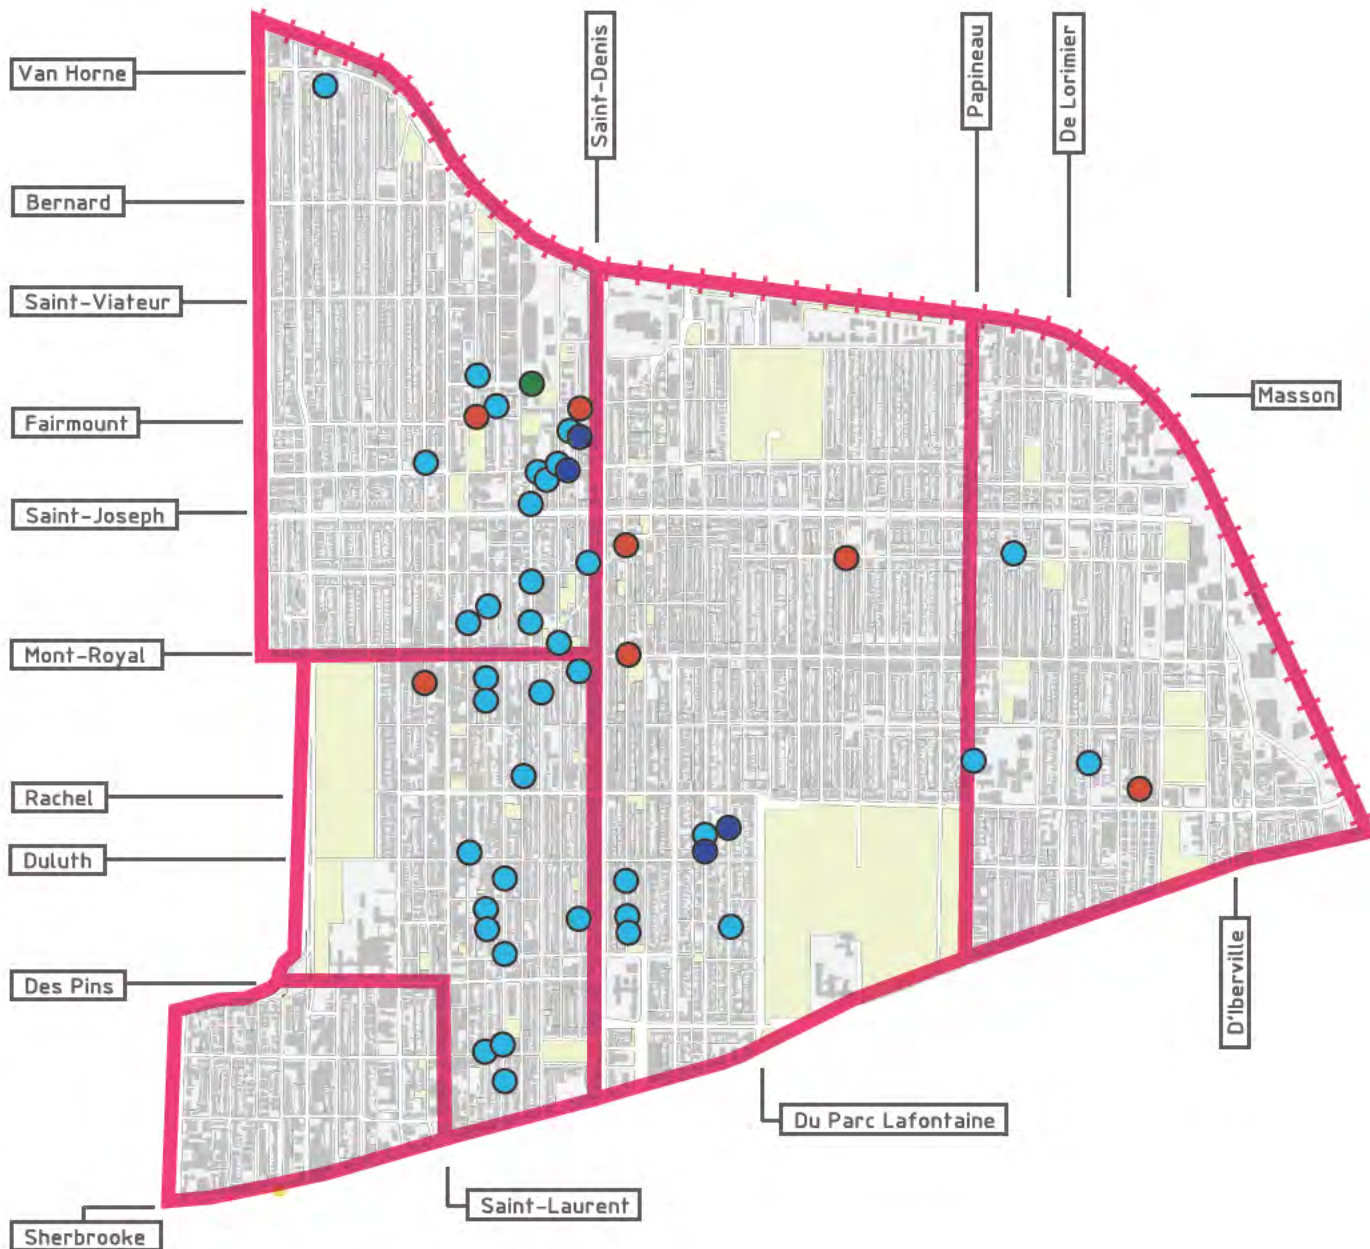 Van Horne
Saint-Denis
Papineau
De Lorimier
Bernard
Saint-Viateur
Masson
Fairmount
Saint-Joseph
Mont-Royal
Rachel
Duluth
Des Pins
D'Iberville
Du Parc Lafontaine
Saint-Laurent
Sherbrooke